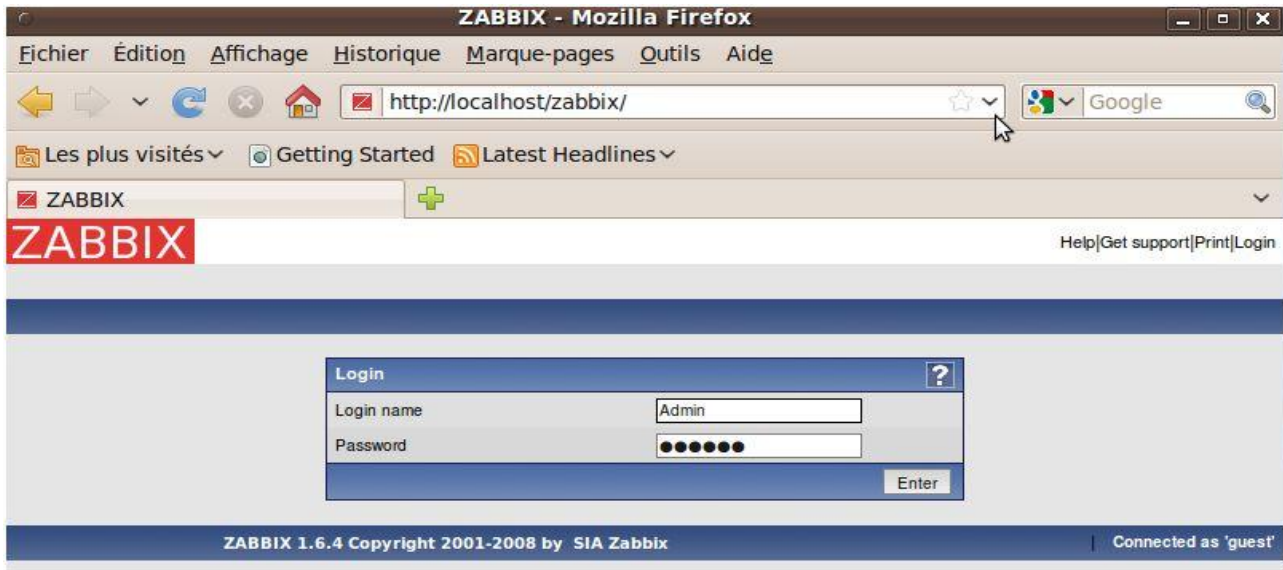 ZABBIX - Mozilla Firefox
Fichier Édition Affichage Historique Marque-pages Outils Aide
http://localhost/zabbix/ Google
Les plus visités Getting Started Latest Headlines
ZABBIX
ZABBIX
Help|Get support|Print|Login
Login ?
Login name Admin
Password ●●●●●●
Enter
ZABBIX 1.6.4 Copyright 2001-2008 by SIA Zabbix | Connected as 'guest'